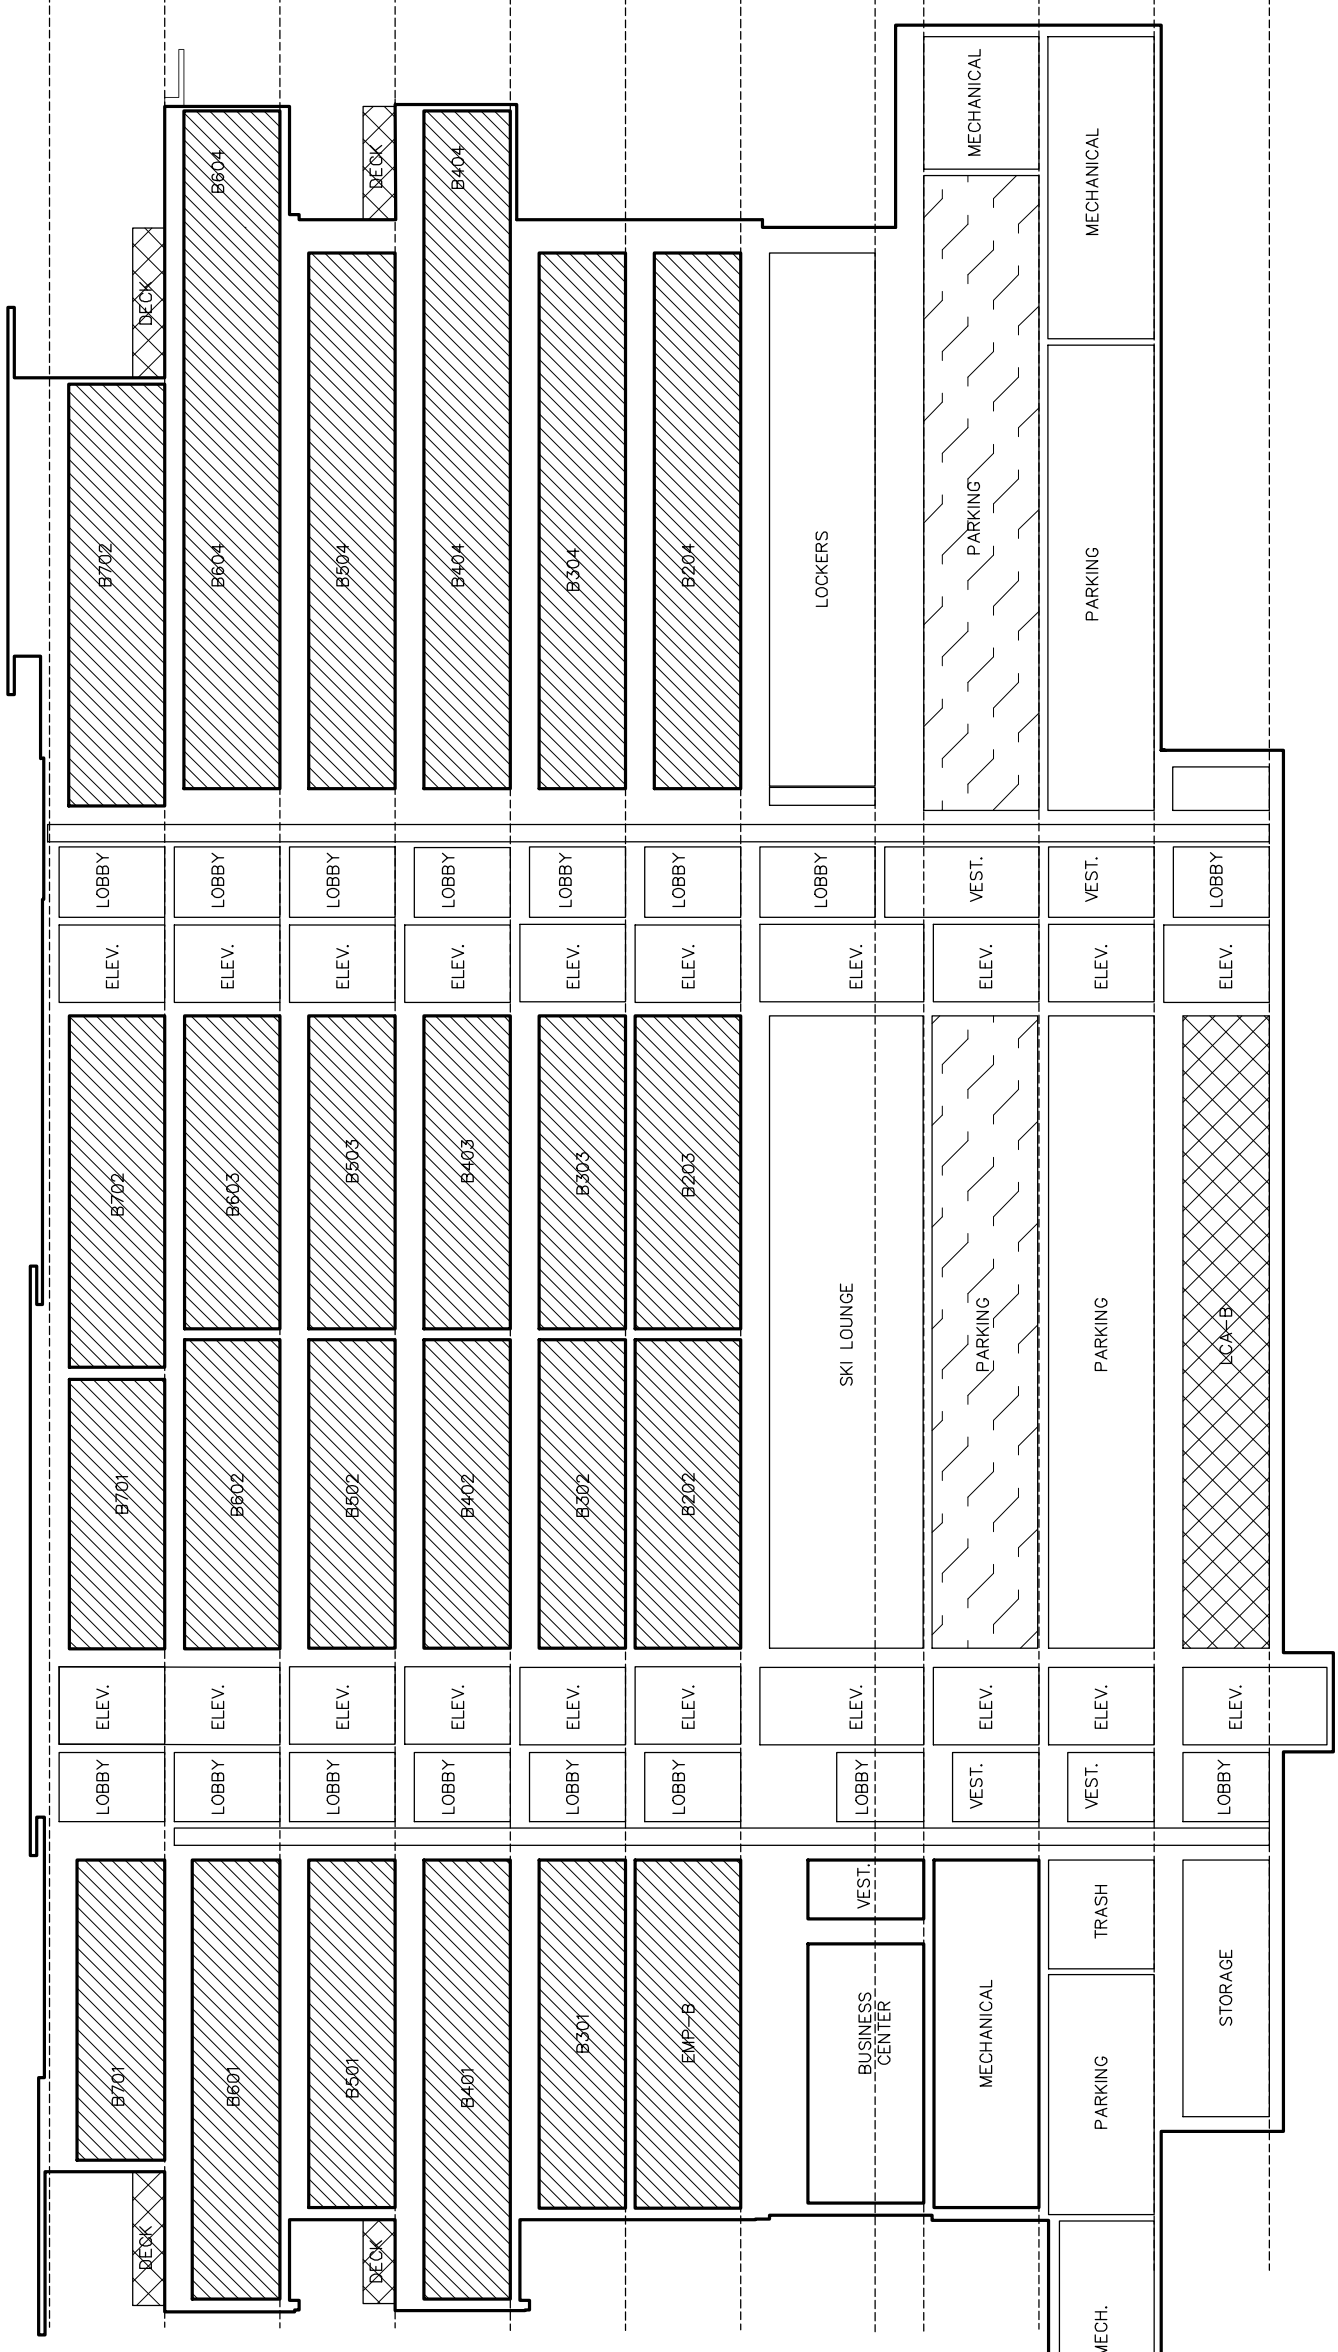 DECK B701 LOBBY ELEV. B701 B702 ELEV. LOBBY B702 DECK
B601 LOBBY ELEV. B602 B603 ELEV. LOBBY B604 B604
DECK B501 LOBBY ELEV. B502 B503 ELEV. LOBBY B504 DECK
B401 LOBBY ELEV. B402 B403 ELEV. LOBBY B404 B404
B301 LOBBY ELEV. B302 B303 ELEV. LOBBY B304
EMP-B LOBBY ELEV. B202 B203 ELEV. LOBBY B204
BUSINESS CENTER VEST. LOBBY ELEV. SKI LOUNGE ELEV. LOBBY LOCKERS
MECHANICAL VEST. ELEV. PARKING ELEV. VEST. PARKING MECHANICAL
MECH. PARKING TRASH VEST. ELEV. PARKING ELEV. VEST. PARKING MECHANICAL
STORAGE LOBBY ELEV. LCA-B ELEV. LOBBY